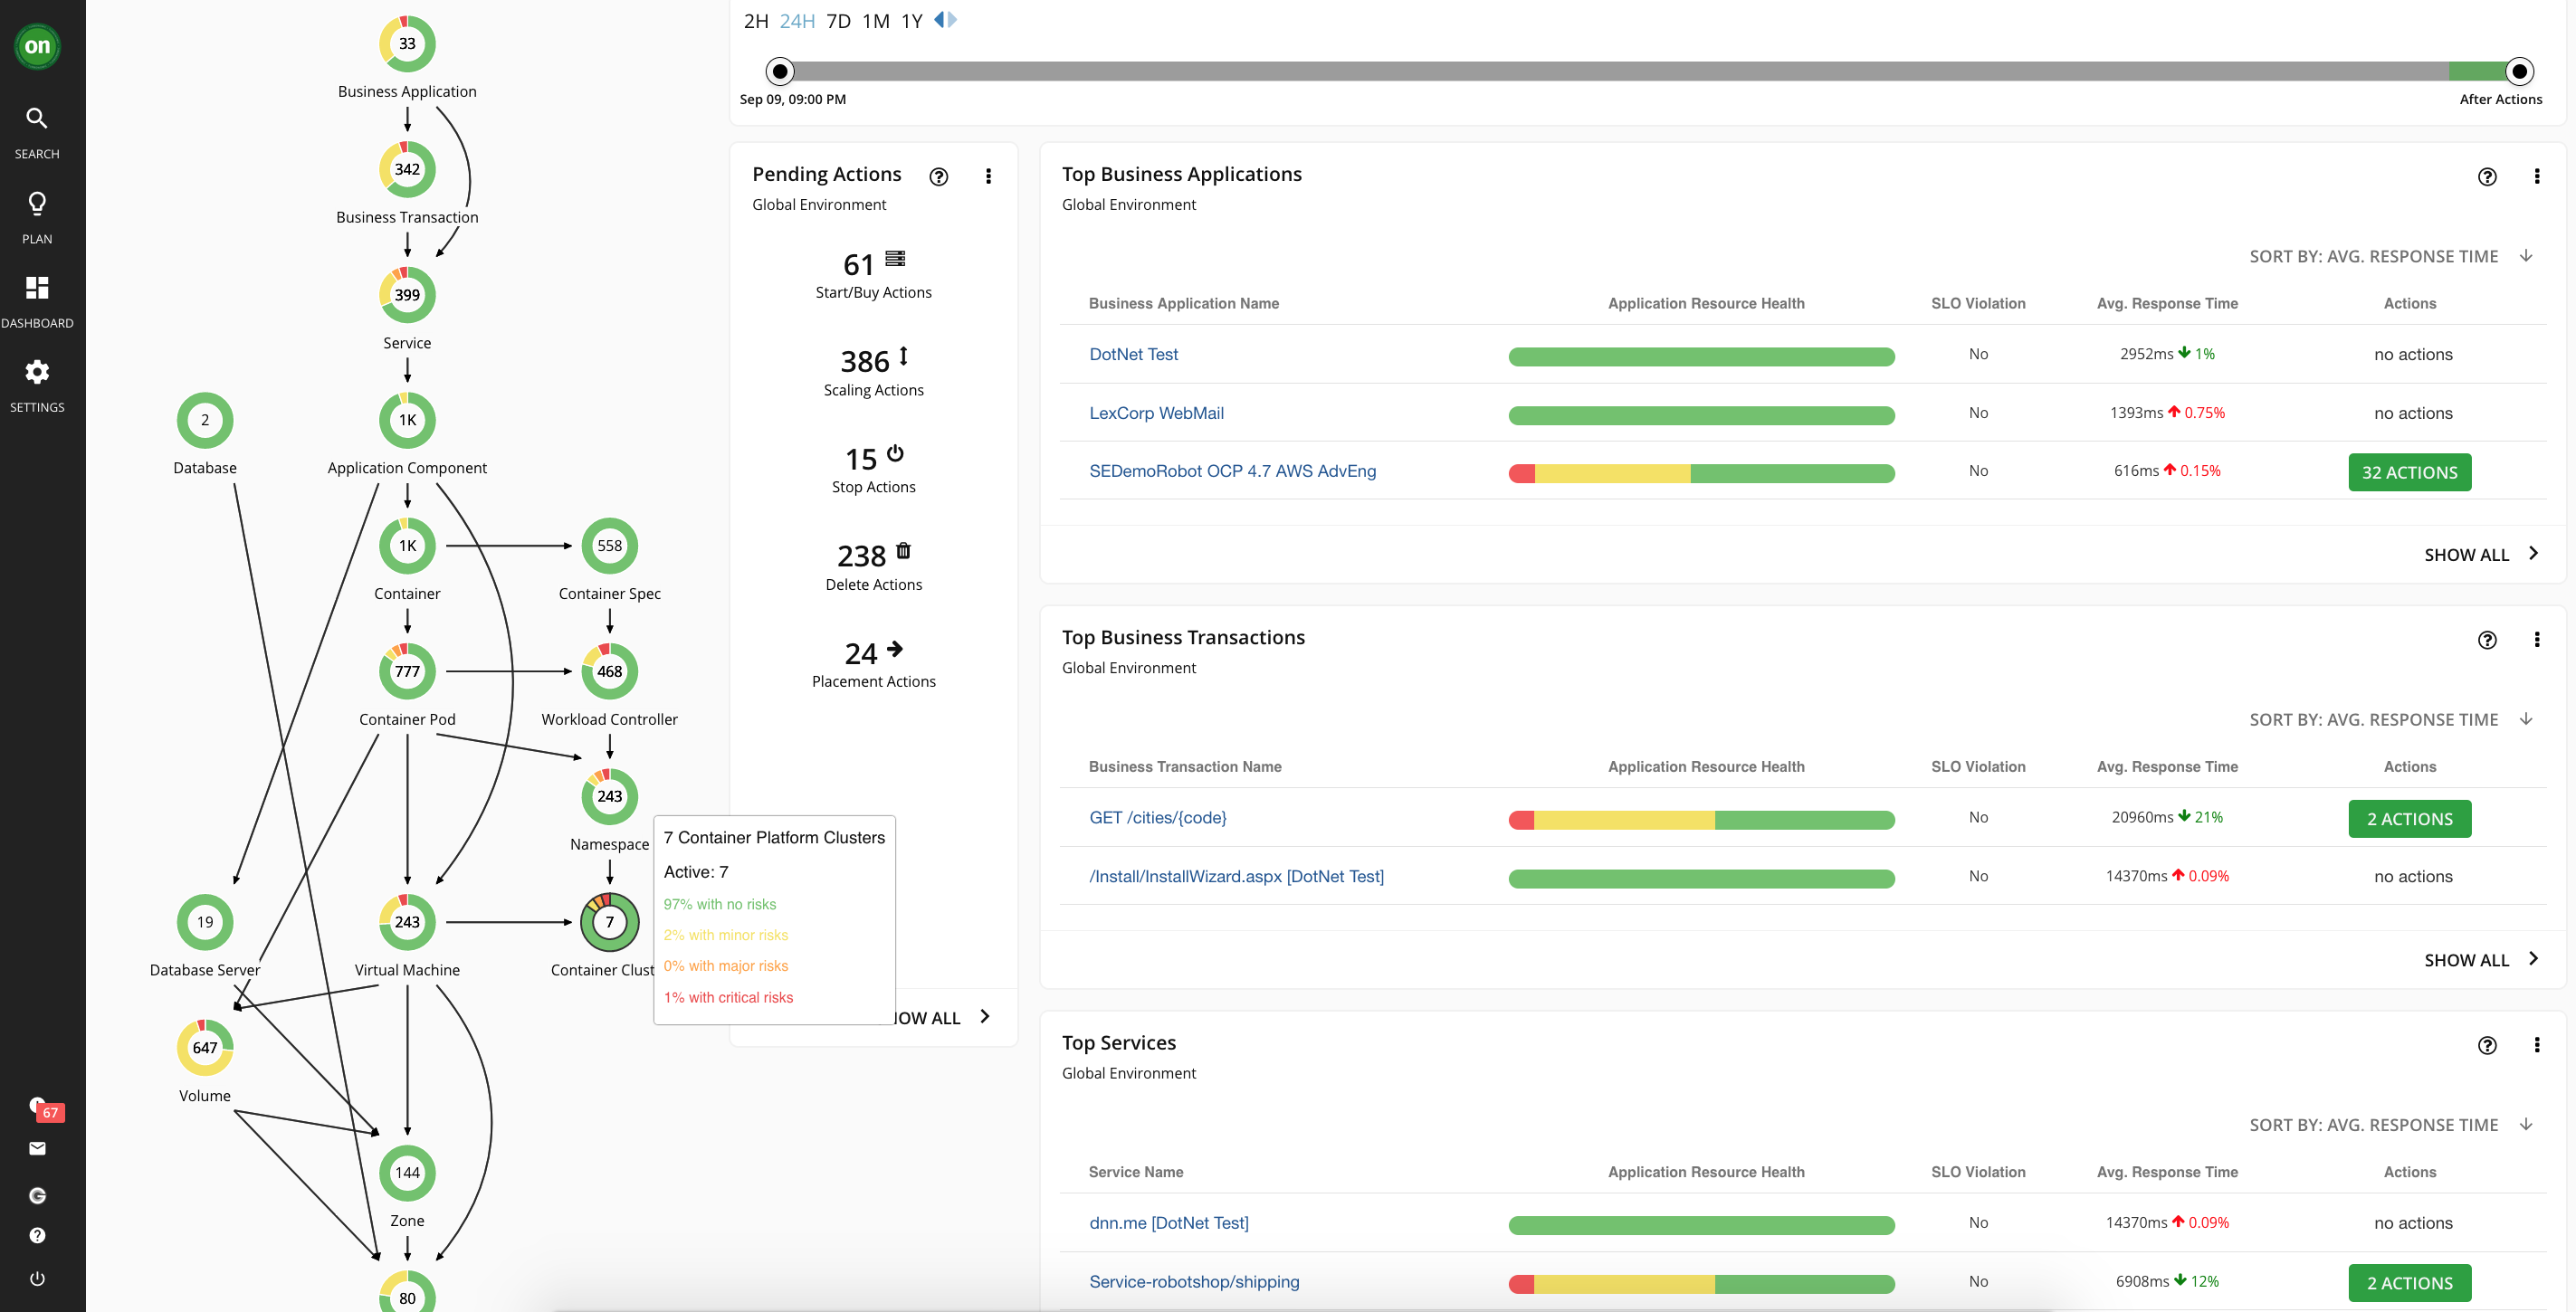 on
SEARCH
PLAN
DASHBOARD
SETTINGS
67
33
Business Application
342
Business Transaction
399
Service
2
Database
1K
Application Component
1K
Container
558
Container Spec
777
Container Pod
468
Workload Controller
243
Namespace
19
Database Server
243
Virtual Machine
7
Container Clust
647
Volume
144
Zone
80
7 Container Platform Clusters
Active: 7
97% with no risks
2% with minor risks
0% with major risks
1% with critical risks
2H 24H 7D 1M 1Y
Sep 09, 09:00 PM
After Actions
Pending Actions
Global Environment
61
Start/Buy Actions
386
Scaling Actions
15
Stop Actions
238
Delete Actions
24
Placement Actions
OW ALL
Top Business Applications
Global Environment
SORT BY: AVG. RESPONSE TIME
Business Application Name Application Resource Health SLO Violation Avg. Response Time Actions
DotNet Test No 2952ms 1% no actions
LexCorp WebMail No 1393ms 0.75% no actions
SEDemoRobot OCP 4.7 AWS AdvEng No 616ms 0.15% 32 ACTIONS
SHOW ALL
Top Business Transactions
Global Environment
SORT BY: AVG. RESPONSE TIME
Business Transaction Name Application Resource Health SLO Violation Avg. Response Time Actions
GET /cities/{code} No 20960ms 21% 2 ACTIONS
/Install/InstallWizard.aspx [DotNet Test] No 14370ms 0.09% no actions
SHOW ALL
Top Services
Global Environment
SORT BY: AVG. RESPONSE TIME
Service Name Application Resource Health SLO Violation Avg. Response Time Actions
dnn.me [DotNet Test] No 14370ms 0.09% no actions
Service-robotshop/shipping No 6908ms 12% 2 ACTIONS